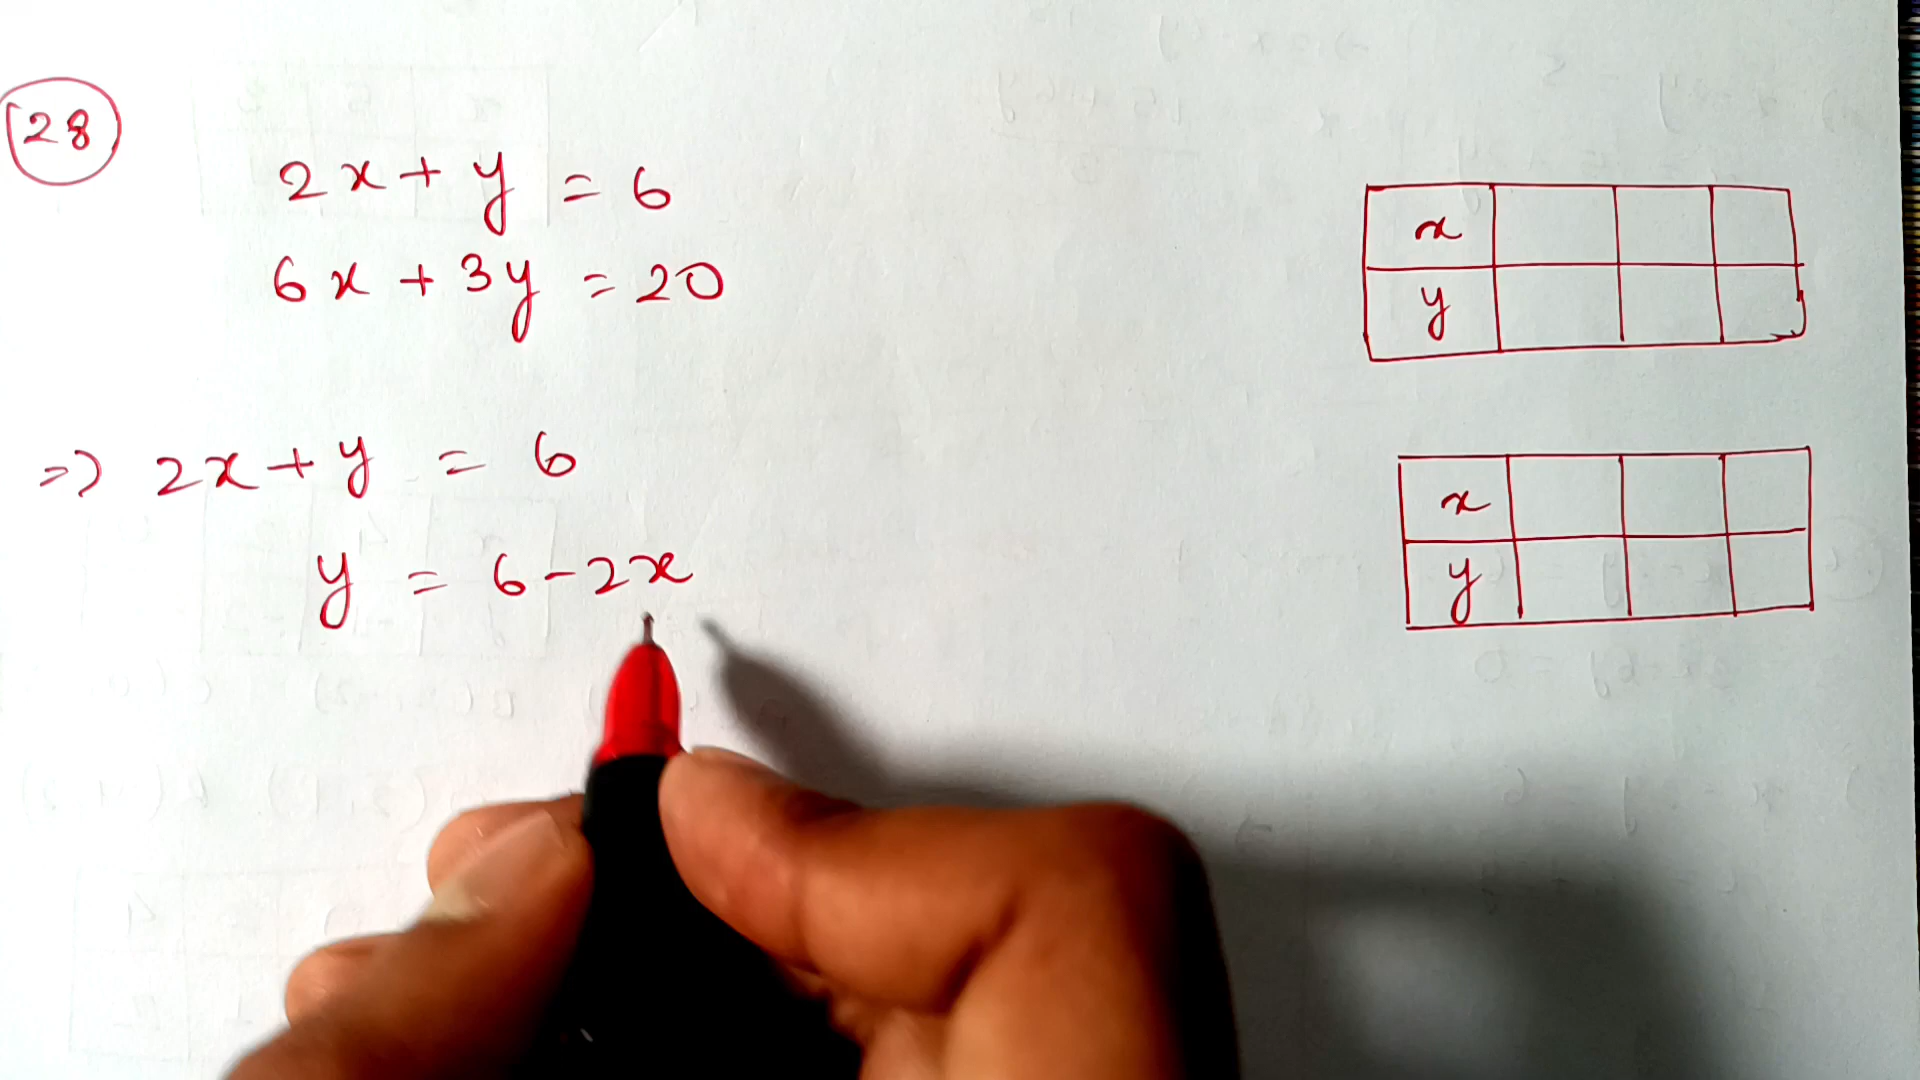 28
2x + y = 6
6x + 3y = 20
x
y
=> 2x + y = 6
y = 6 - 2x
x
y